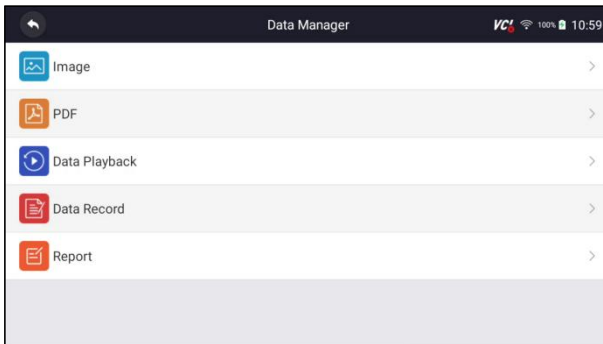 Data Manager
VCI 100% 10:59
Image
PDF
Data Playback
Data Record
Report